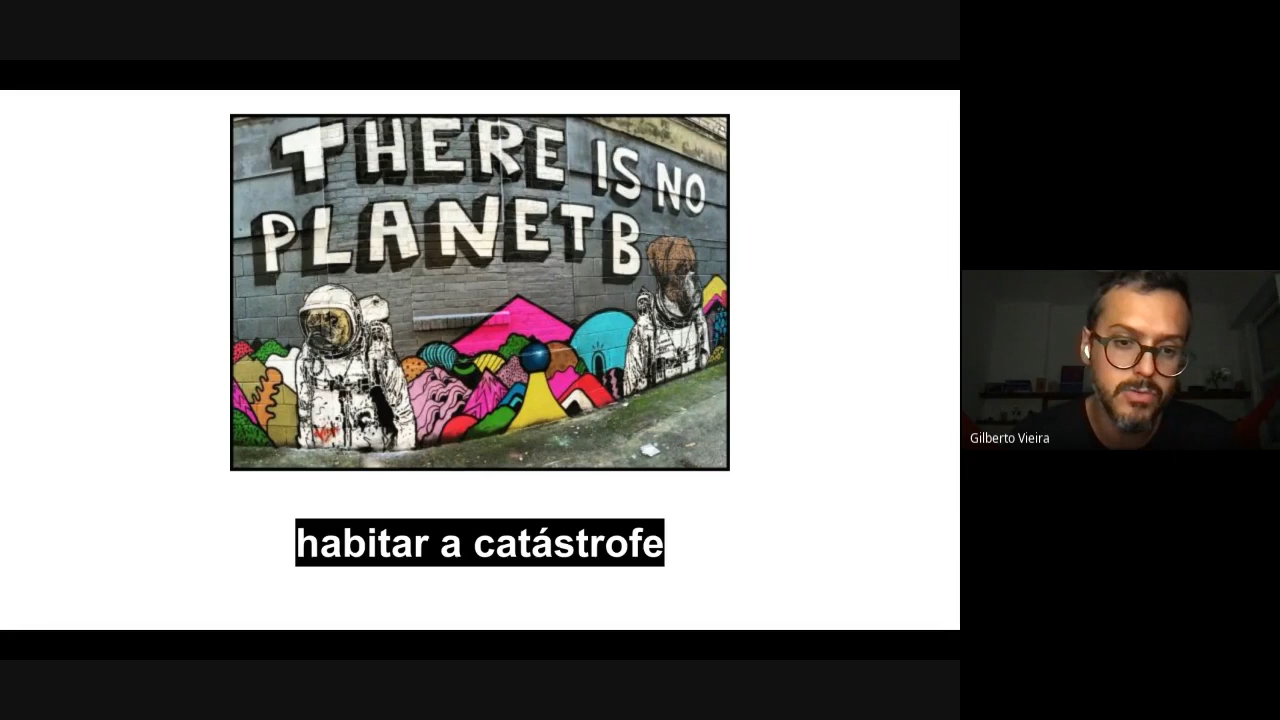 THERE IS NO
PLANET B
habitar a catástrofe
Gilberto Vieira